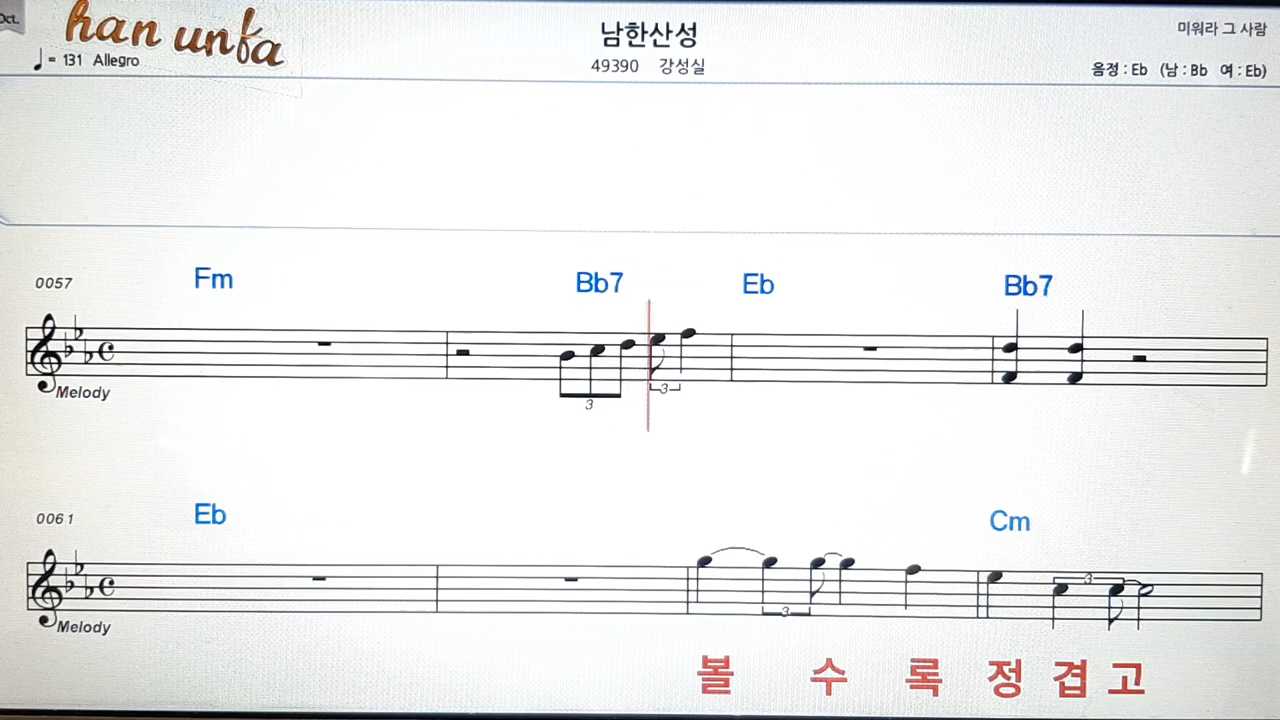 Oct.
han unfa
♩= 131 Allegro
남한산성
49390 강성실
미워라 그 사람
음정 : Eb (남 : Bb 여 : Eb)
0057
Fm Bb7 Eb Bb7
3 3
Melody
0061
Eb Cm
3 3
Melody
볼 수 록 정 겹 고